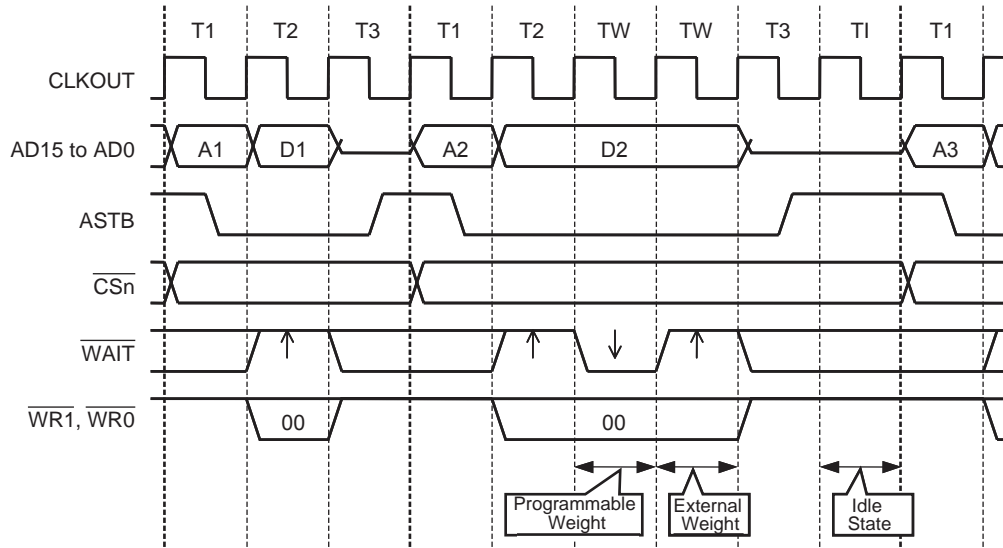 T1 T2 T3 T1 T2 TW TW T3 TI T1
CLKOUT
AD15 to AD0 A1 D1 A2 D2 A3
ASTB
CSn
WAIT
WR1, WR0 00 00
Programmable
Weight
External
Weight
Idle
State